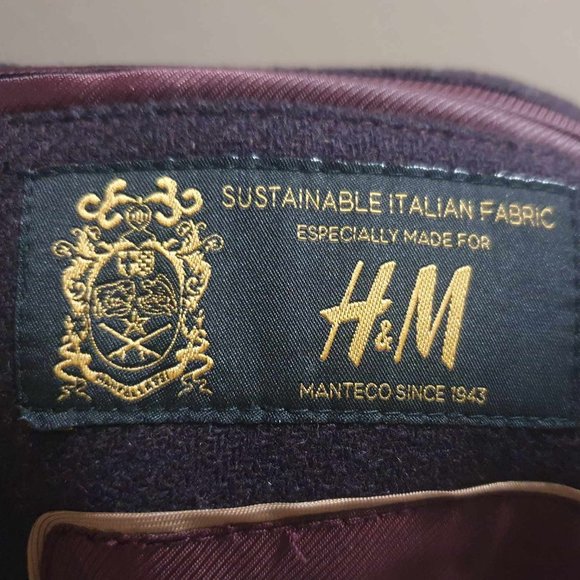 SUSTAINABLE ITALIAN FABRIC
ESPECIALLY MADE FOR
H&M
MANTECO SINCE 1943